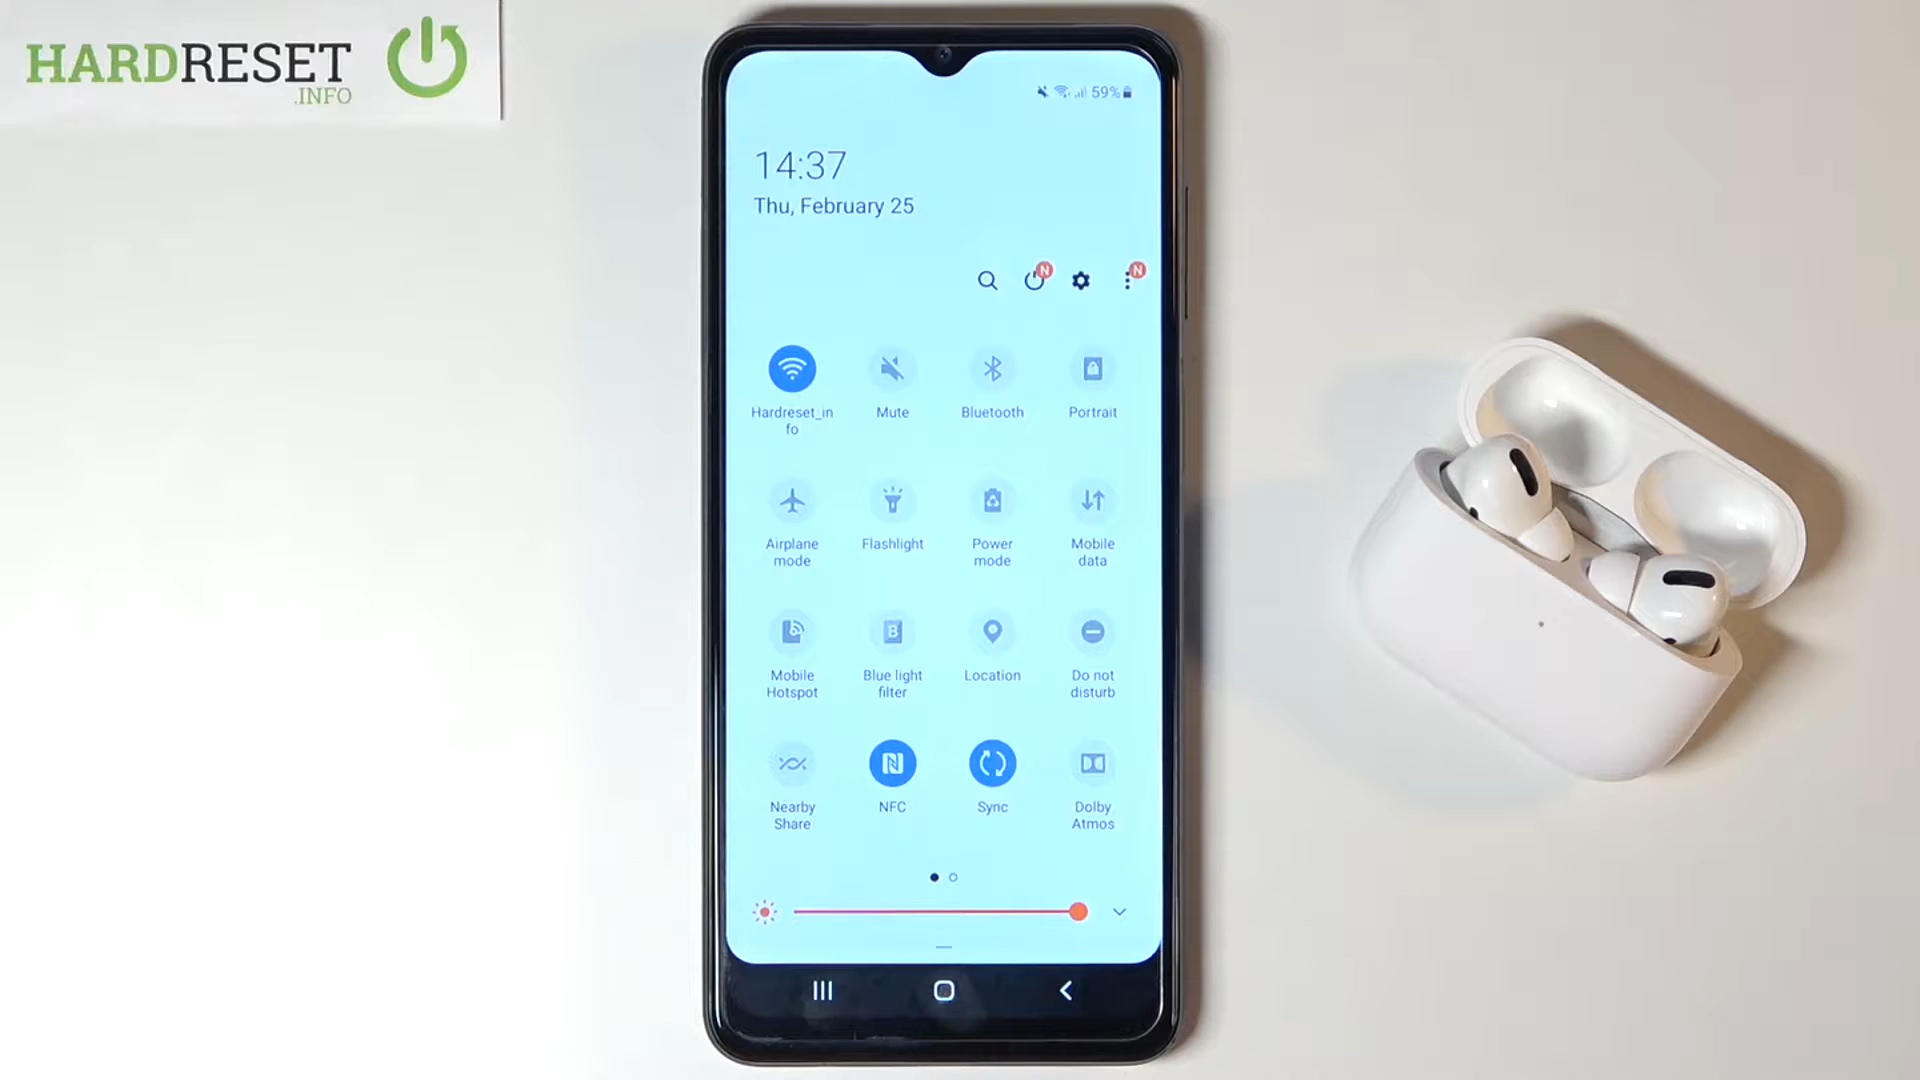 HARDRESET
.INFO
59%
14:37
Thu, February 25
N
N
Hardreset_in
fo
Mute
Bluetooth
Portrait
Airplane
mode
Flashlight
Power
mode
Mobile
data
Mobile
Hotspot
B
Blue light
filter
Location
Do not
disturb
Nearby
Share
NFC
Sync
Dolby
Atmos